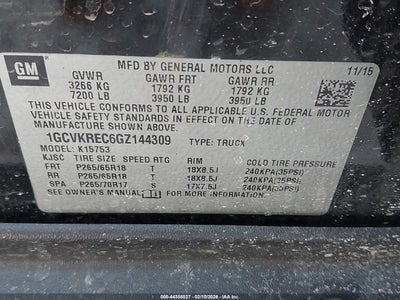 GM
MFD BY GENERAL MOTORS LLC
11/15
GVWR GAWR FRT GAWR RR
3266 KG 1792 KG 1792 KG
7200 LB 3950 LB 3950 LB
THIS VEHICLE CONFORMS TO ALL APPLICABLE U.S. FEDERAL MOTOR
VEHICLE SAFETY STANDARDS IN EFFECT ON THE DATE OF
MANUFACTURE SHOWN ABOVE.
1GCVKREC6GZ144309 TYPE: TRUCK
MODEL: K15753
KJSC TIRE SIZE SPEED RTG RIM COLD TIRE PRESSURE
FRT P265/65R18 T 18X8.5J 240KPA(35PSI)
RR P265/65R18 T 18X8.5J 240KPA(35PSI)
SPA P265/70R17 S 17X7.5J 240KPA(35PSI)
SEE OWNER'S MANUAL
000-44358537 - 02/10/2026 - IAA Inc.